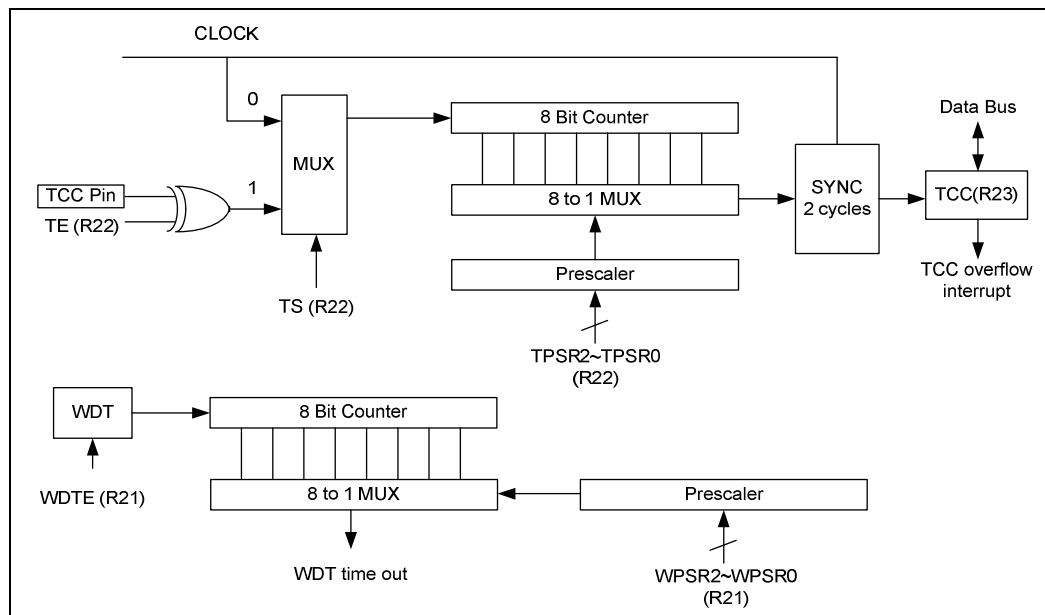 CLOCK
0
8 Bit Counter
Data Bus
MUX
TCC Pin
1
SYNC
2 cycles
TCC(R23)
TE (R22)
8 to 1 MUX
TCC overflow
interrupt
Prescaler
TS (R22)
TPSR2~TPSR0
(R22)
WDT
8 Bit Counter
WDTE (R21)
8 to 1 MUX
Prescaler
WDT time out
WPSR2~WPSR0
(R21)